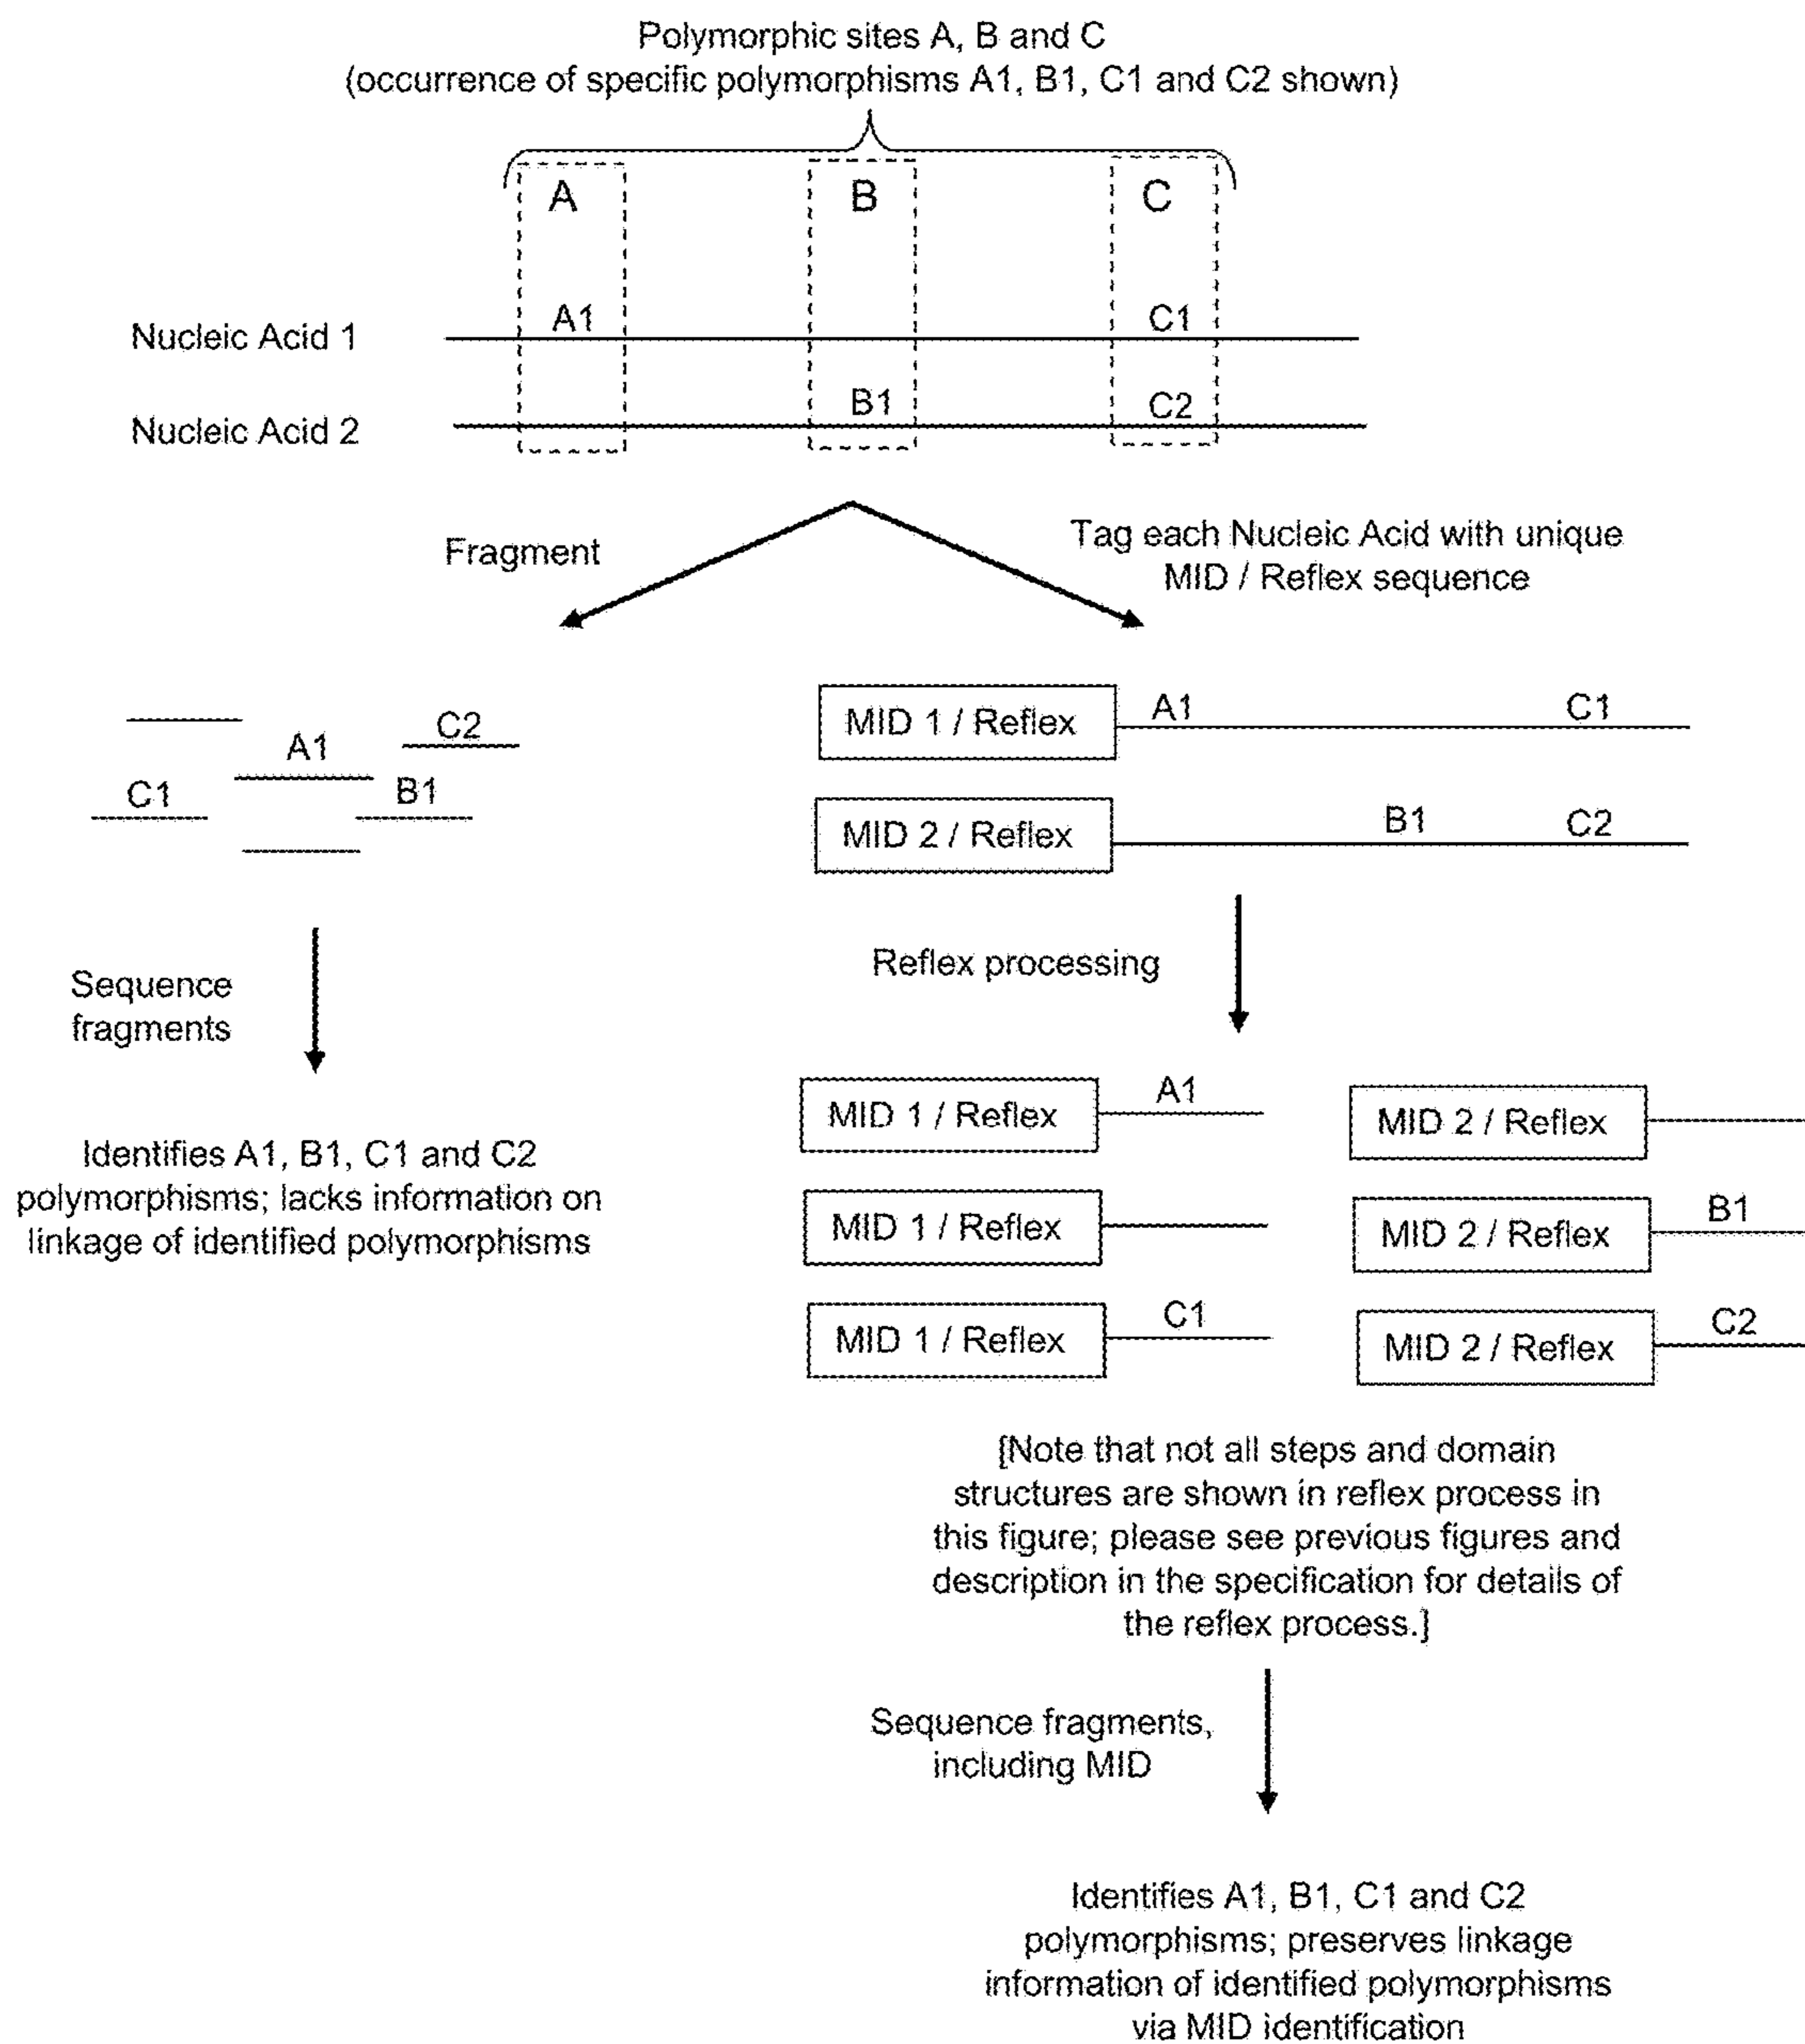 Polymorphic sites A, B and C
(occurrence of specific polymorphisms A1, B1, C1 and C2 shown)
A
B
C
A1
C1
Nucleic Acid 1
B1
C2
Nucleic Acid 2
Fragment
Tag each Nucleic Acid with unique
MID / Reflex sequence
C2
A1
C1
B1
MID 1 / Reflex
A1
C1
MID 2 / Reflex
B1
C2
Sequence
fragments
Reflex processing
Identifies A1, B1, C1 and C2
polymorphisms; lacks information on
linkage of identified polymorphisms
MID 1 / Reflex
A1
MID 2 / Reflex
MID 1 / Reflex
MID 2 / Reflex
B1
MID 1 / Reflex
C1
MID 2 / Reflex
C2
[Note that not all steps and domain
structures are shown in reflex process in
this figure; please see previous figures and
description in the specification for details of
the reflex process.]
Sequence fragments,
including MID
Identifies A1, B1, C1 and C2
polymorphisms; preserves linkage
information of identified polymorphisms
via MID identification